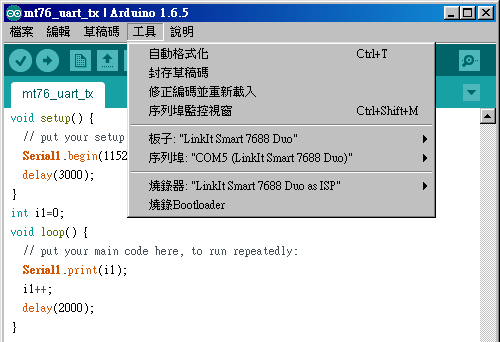 mt76_uart_tx | Arduino 1.6.5
檔案 編輯 草稿碼 工具 說明
自動格式化 Ctrl+T
封存草稿碼
修正編碼並重新載入
序列埠監控視窗 Ctrl+Shift+M
板子: "LinkIt Smart 7688 Duo"
序列埠: "COM5 (LinkIt Smart 7688 Duo)"
燒錄器: "LinkIt Smart 7688 Duo as ISP"
燒錄Bootloader
mt76_uart_tx
void setup() {
// put your setup
Serial1.begin(1152
delay(3000);
}
int i1=0;
void loop() {
// put your main code here, to run repeatedly:
Serial1.print(i1);
i1++;
delay(2000);
}